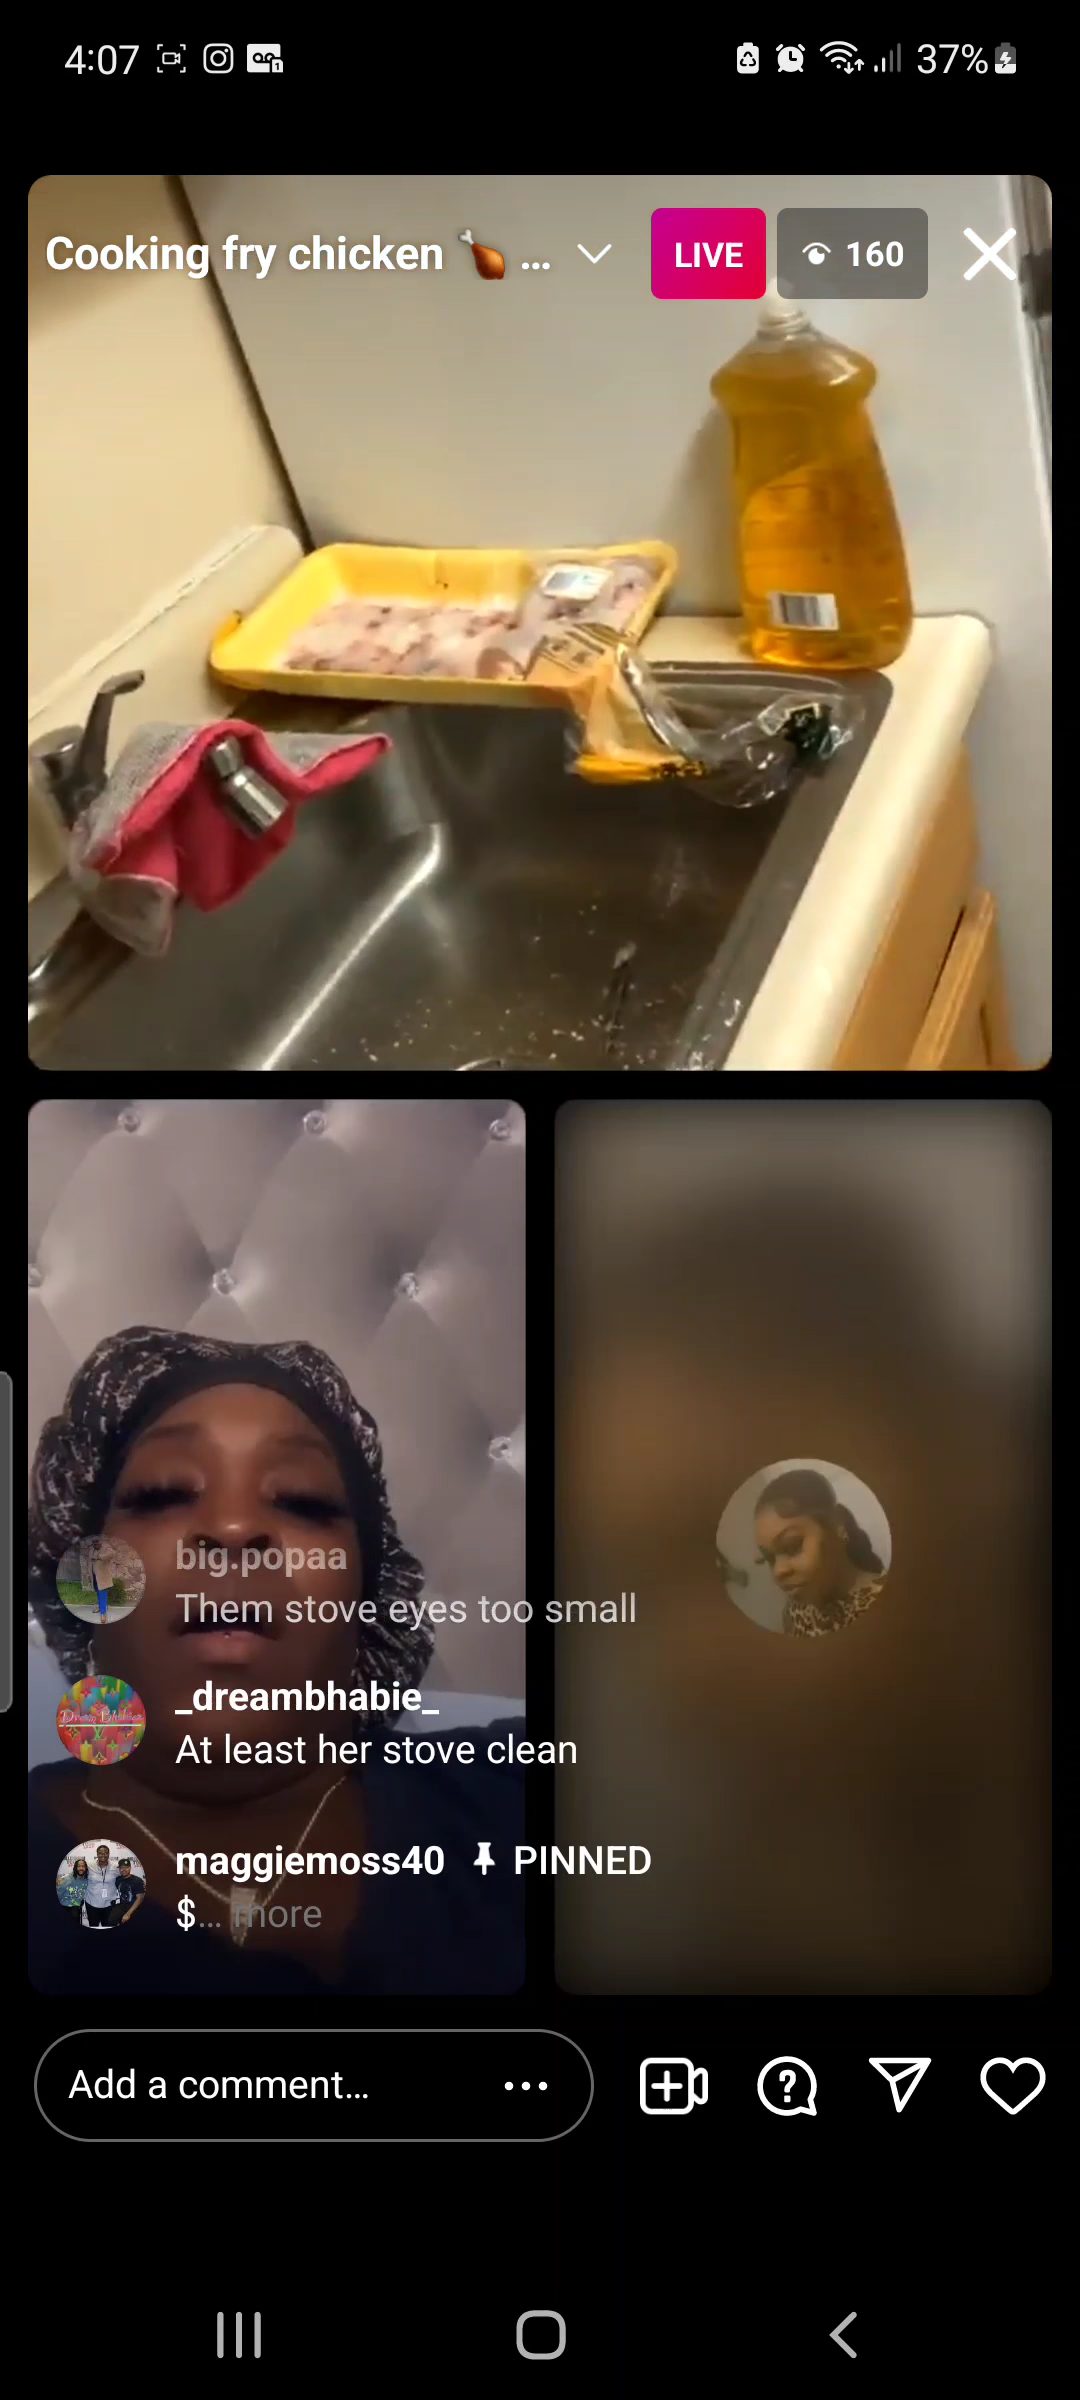 4:07
37%
Cooking fry chicken 🍗 ...
LIVE
160
big.popaa
Them stove eyes too small
_dreambhabie_
At least her stove clean
maggiemoss40 PINNED
$... more
Add a comment...